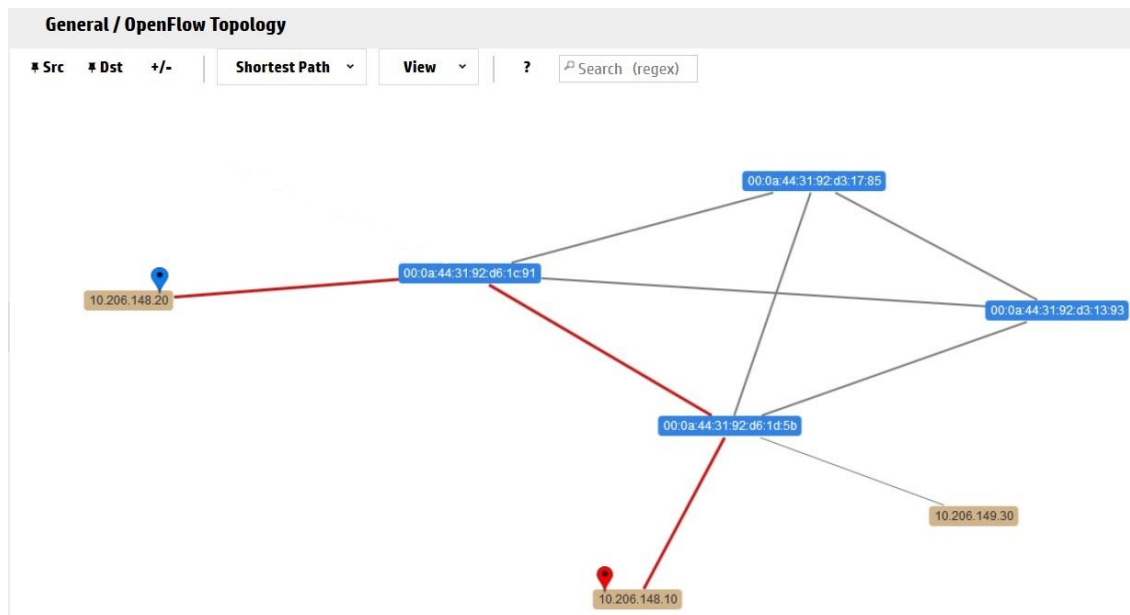 General / OpenFlow Topology
Src Dst +/- Shortest Path View ? Search (regex)
00:0a:44:31:92:d3:17:85
00:0a:44:31:92:d6:1c:91
10.206.148.20
00:0a:44:31:92:d3:13:93
00:0a:44:31:92:d6:1d:5b
10.206.149.30
10.206.148.10